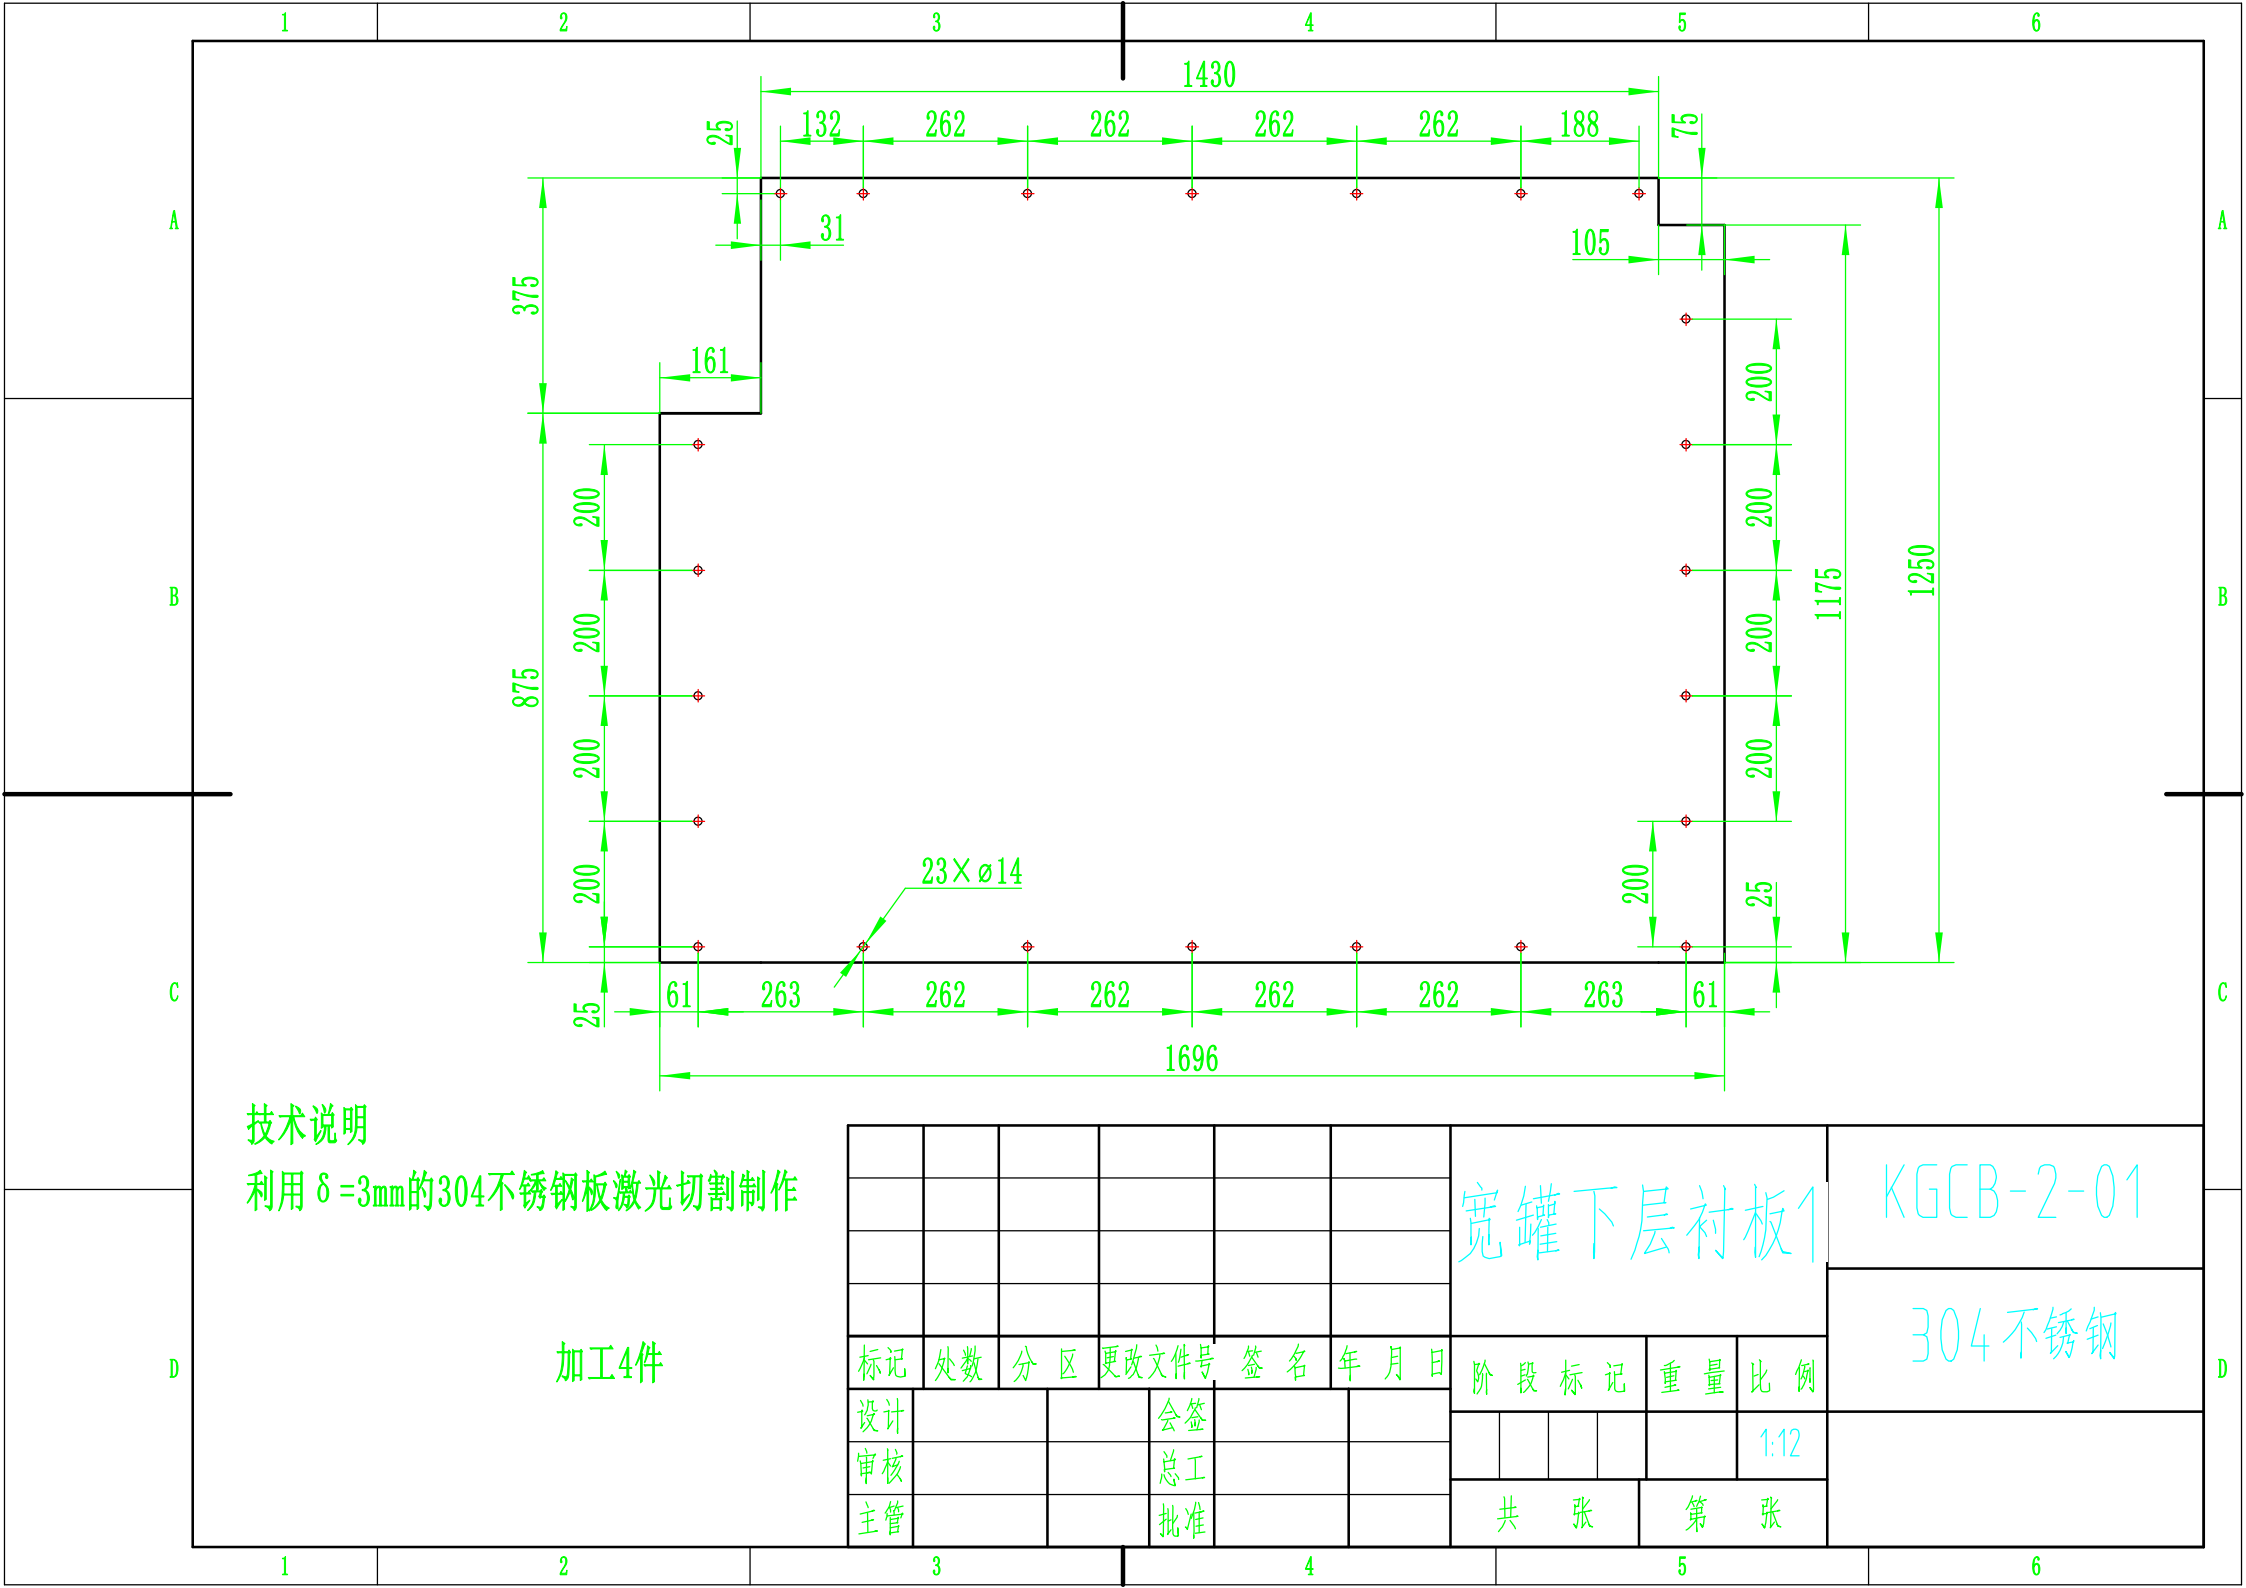 1 2 3 4 5 6
1430
132 262 262 262 262 188
25
75
31
105
A A
375
161
200 200
200 200
200 200
200 200
200 200
B B
875
1175
1250
23×ø14
25
25
C C
61 263 262 262 262 262 263 61
1696
技术说明
利用δ=3mm的304不锈钢板激光切割制作
加工4件
宽罐下层衬板1
KGCB-2-01
304不锈钢
标记 处数 分 区 更改文件号 签 名 年 月 日
阶 段 标 记 重 量 比 例
1:12
设计 会签
审核 总工
主管 批准
共 张 第 张
D D
1 2 3 4 5 6